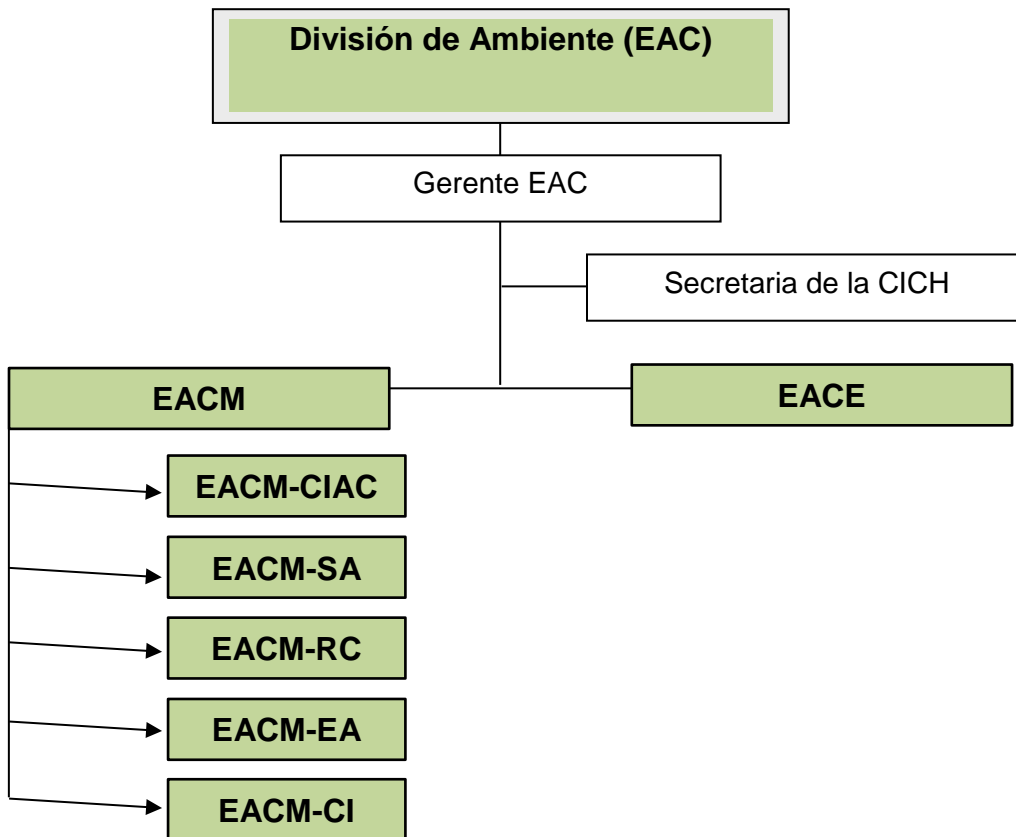 División de Ambiente (EAC)
Gerente EAC
Secretaria de la CICH
EACM
EACE
EACM-CIAC
EACM-SA
EACM-RC
EACM-EA
EACM-CI